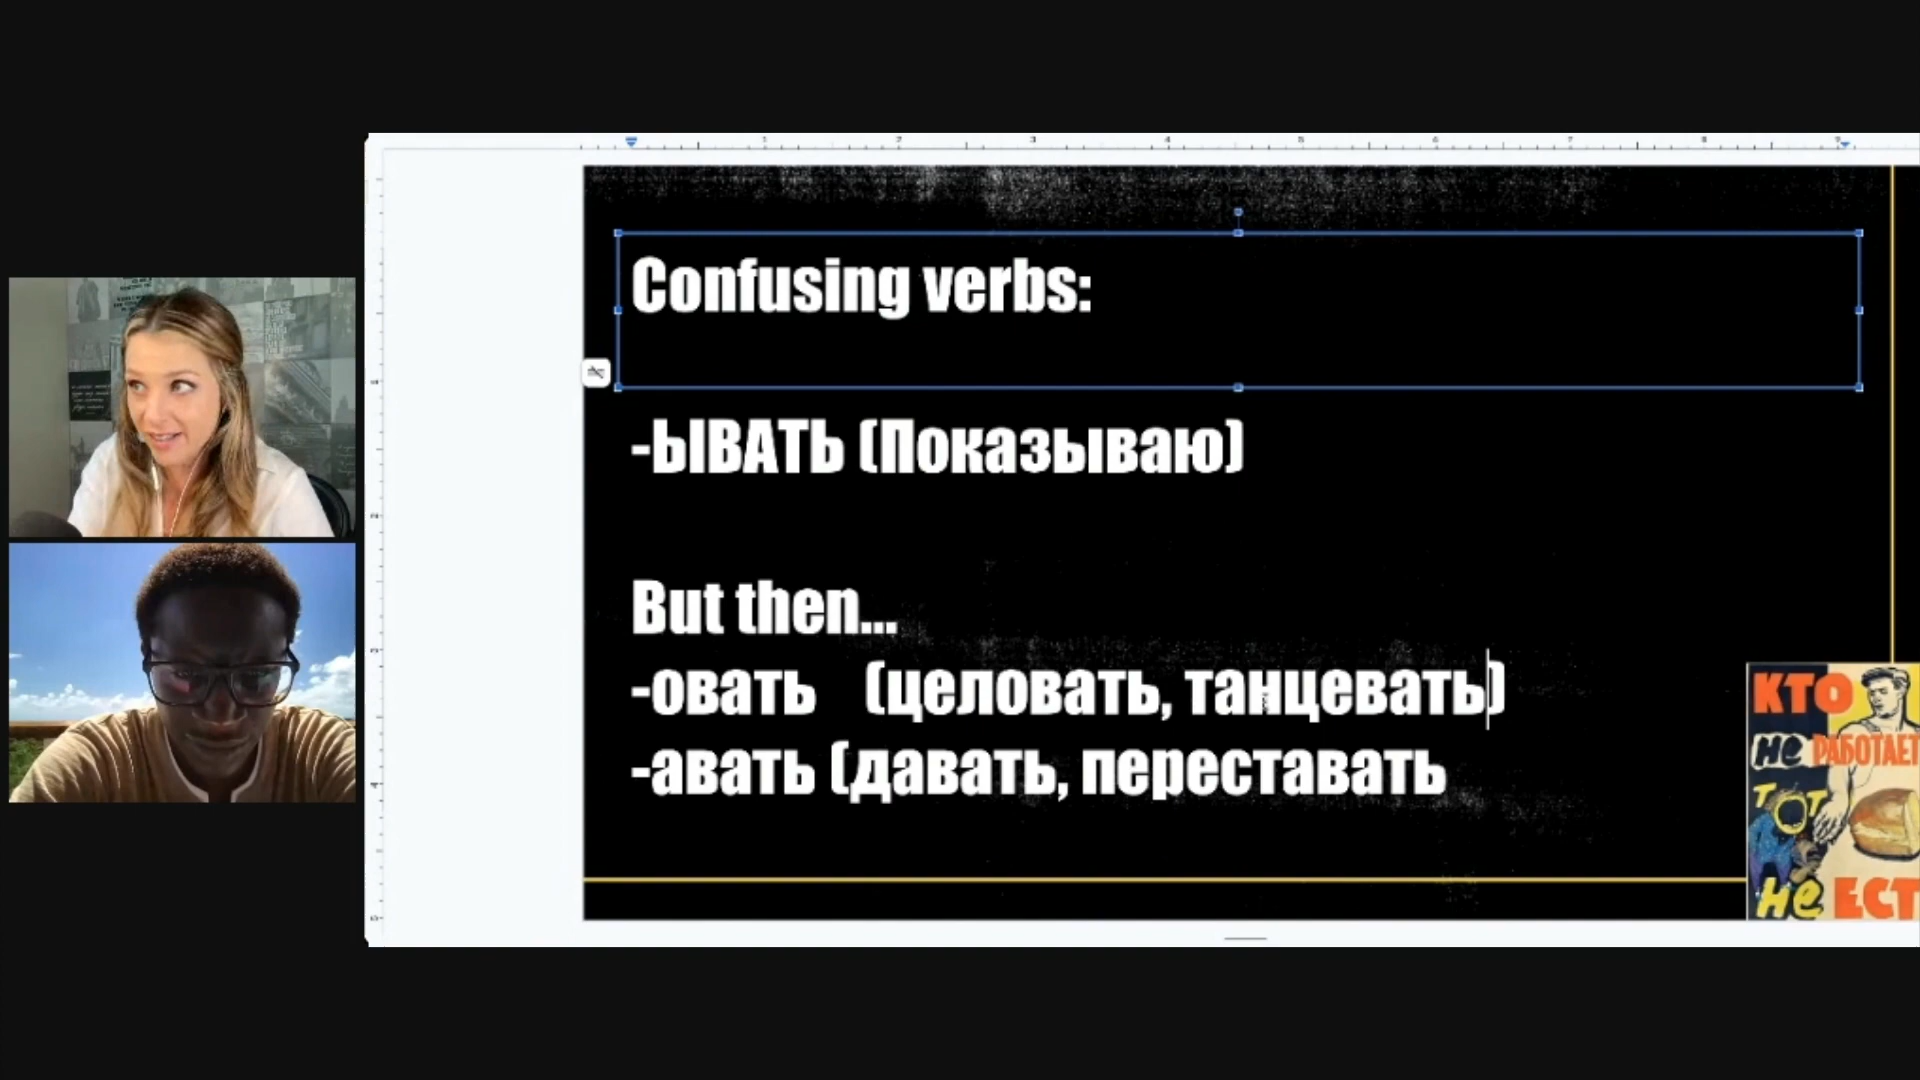 Confusing verbs:
-ЫВАТЬ (Показываю)
But then...
-овать (целовать, танцевать)
-авать (давать, переставать
КТО
НЕ РАБОТАЕТ
ТОТ
НЕ ЕСТ